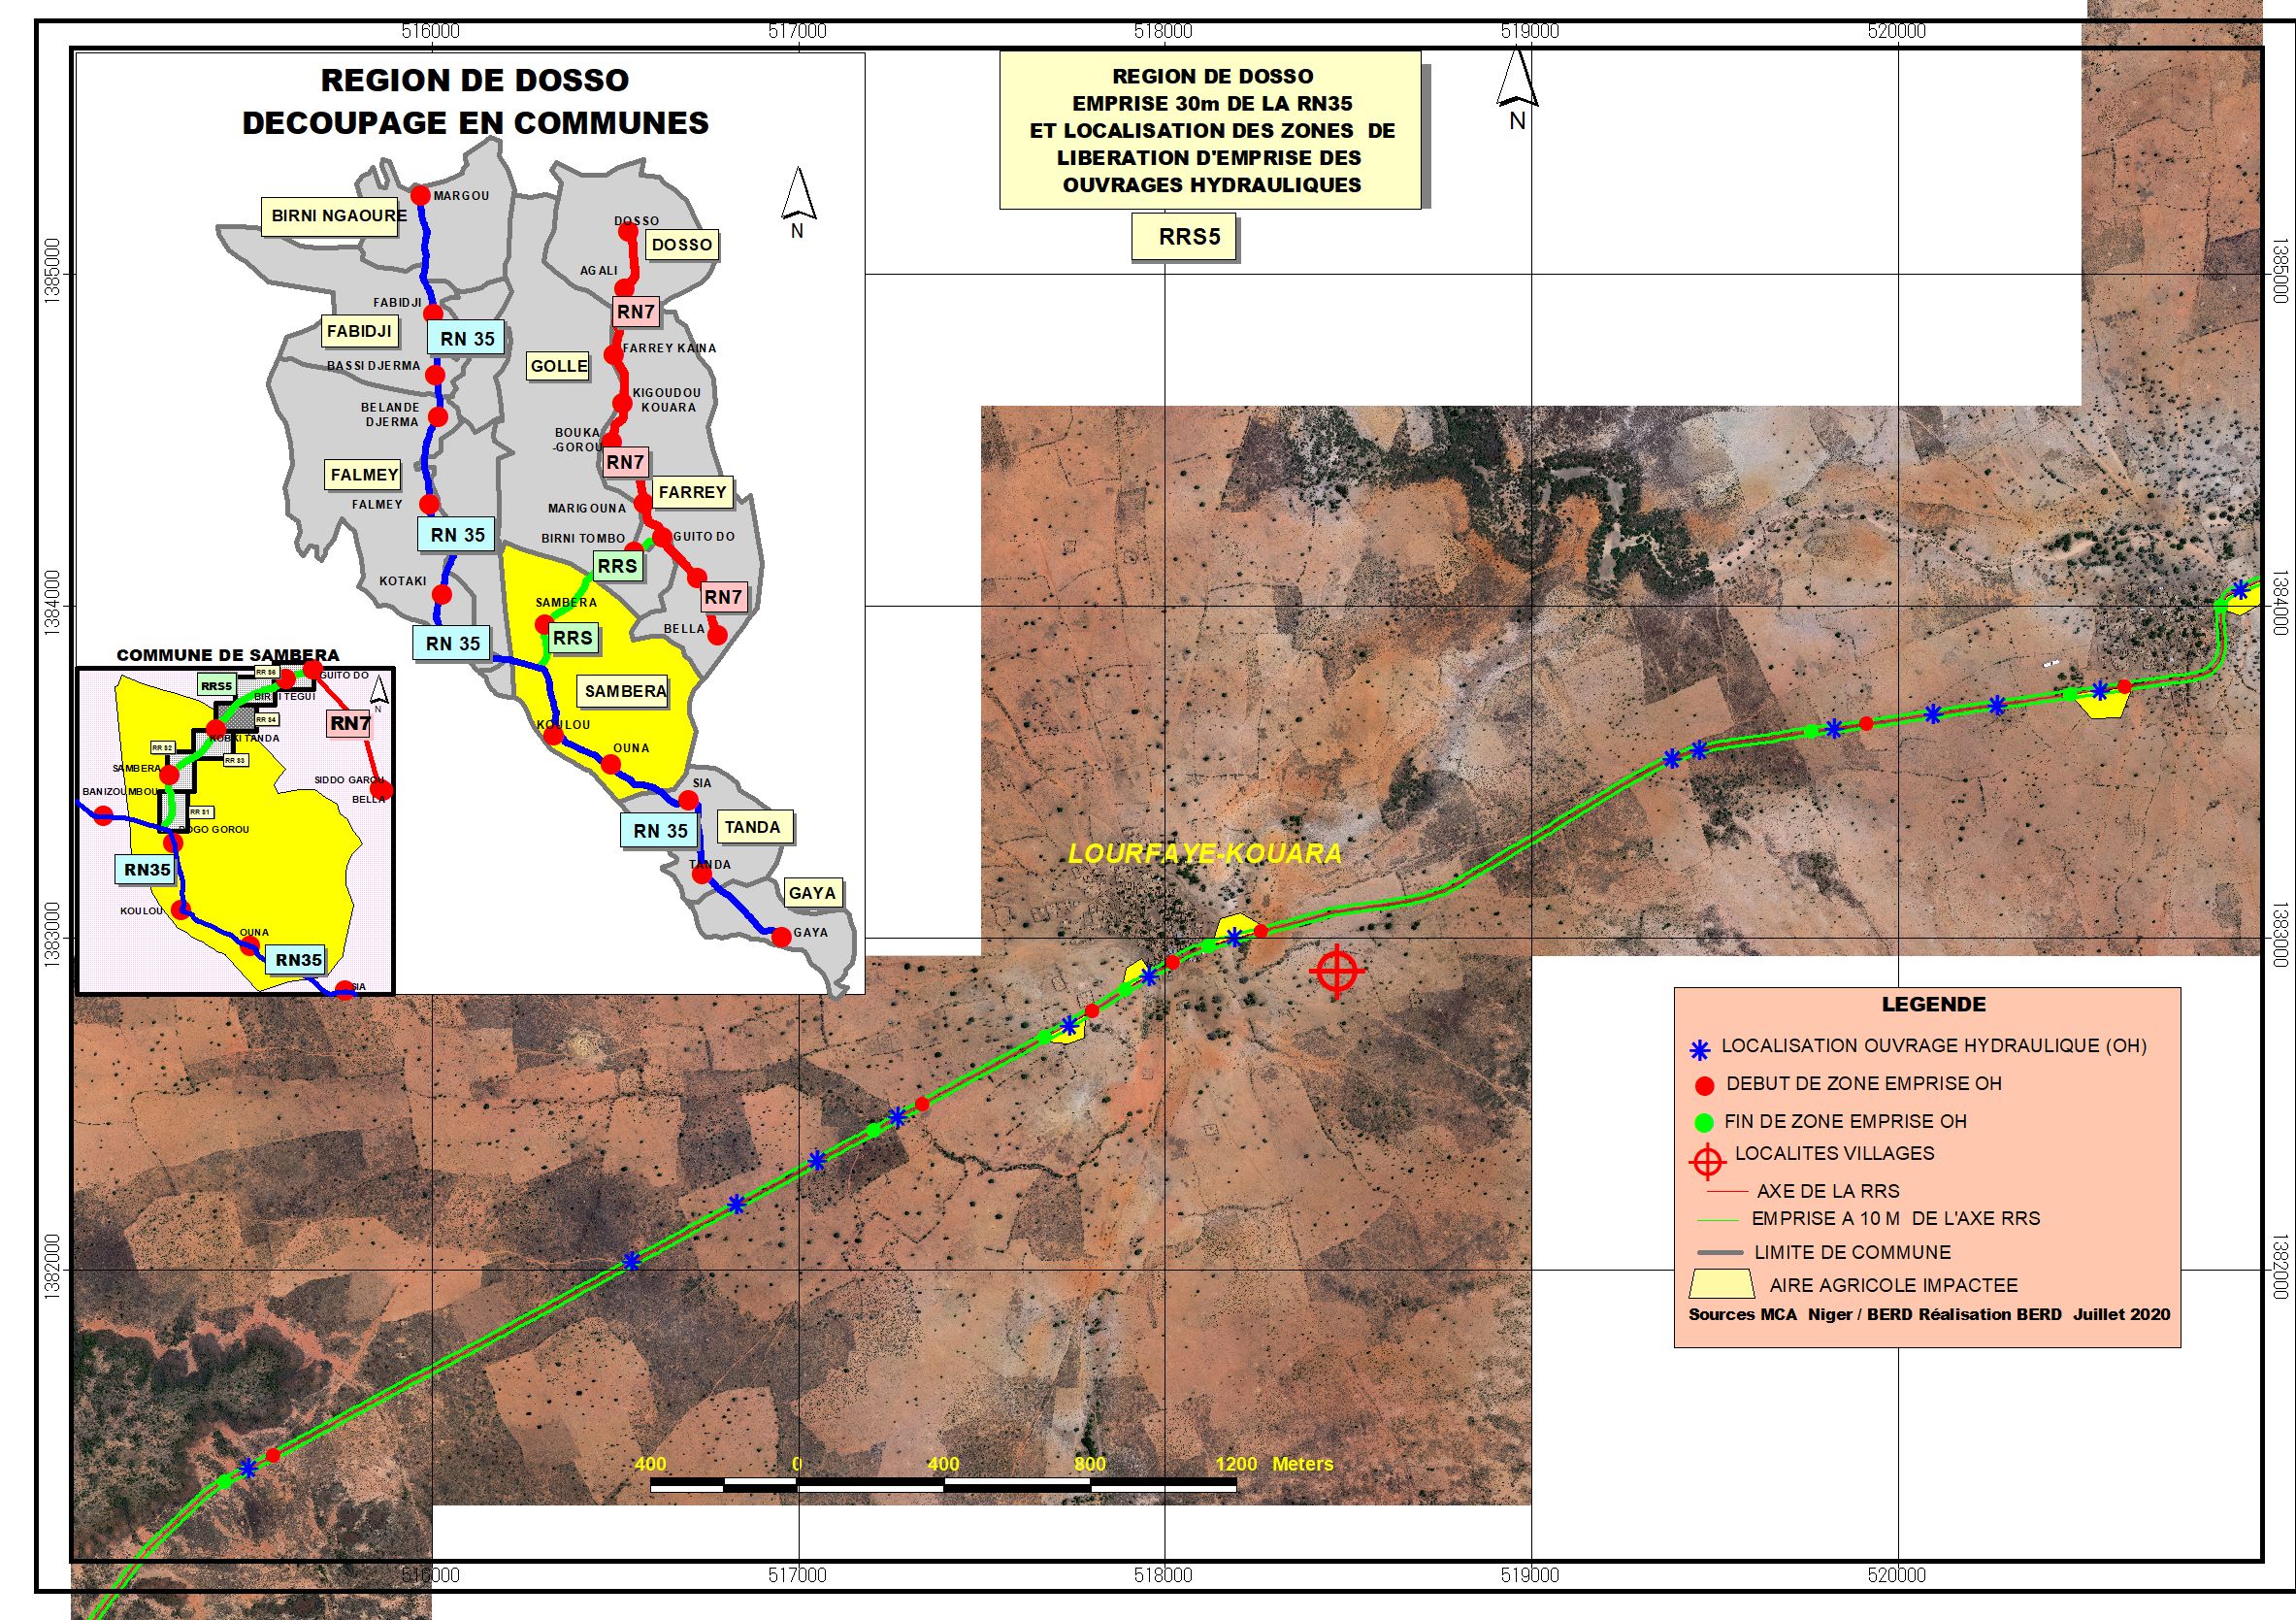 516000
517000
518000
519000
520000
REGION DE DOSSO
DECOUPAGE EN COMMUNES
REGION DE DOSSO
EMPRISE 30m DE LA RN35
ET LOCALISATION DES ZONES DE
LIBERATION D'EMPRISE DES
OUVRAGES HYDRAULIQUES
RRS5
N
N
MARGOU
BIRNI NGAOURE
DOSSO
DOSSO
AGALI
RN7
FABIDJI
FABIDJI
RN 35
FARREY KAINA
BASSI DJERMA
GOLLE
KIGOUDOU
KOUARA
BELANDE
DJERMA
BOUKA
-GOROU
RN7
FALMEY
FALMEY
FARREY
MARIGOUNA
RN 35
BIRNI TOMBO
GUITO DO
RRS
KOTAKI
RN7
SAMBERA
RRS
BELLA
RN 35
SAMBERA
KOULOU
OUNA
SIA
RN 35
TANDA
TANDA
GAYA
GAYA
COMMUNE DE SAMBERA
RR S6
GUITO DO
RRS5
BIRNI TEGUI
N
RN7
RR S4
KOBKI TANDA
RR S2
RR S3
SAMBERA
SIDDO GAROU
BANIZOUMBOU
BELLA
RR S1
DOGO GOROU
RN35
KOULOU
OUNA
RN35
SIA
1385000
1384000
1383000
1382000
1385000
1384000
1383000
1382000
LOURFAYE-KOUARA
LEGENDE
LOCALISATION OUVRAGE HYDRAULIQUE (OH)
DEBUT DE ZONE EMPRISE OH
FIN DE ZONE EMPRISE OH
LOCALITES VILLAGES
AXE DE LA RRS
EMPRISE A 10 M DE L'AXE RRS
LIMITE DE COMMUNE
AIRE AGRICOLE IMPACTEE
Sources MCA Niger / BERD Réalisation BERD Juillet 2020
400 0 400 800 1200 Meters
516000
517000
518000
519000
520000